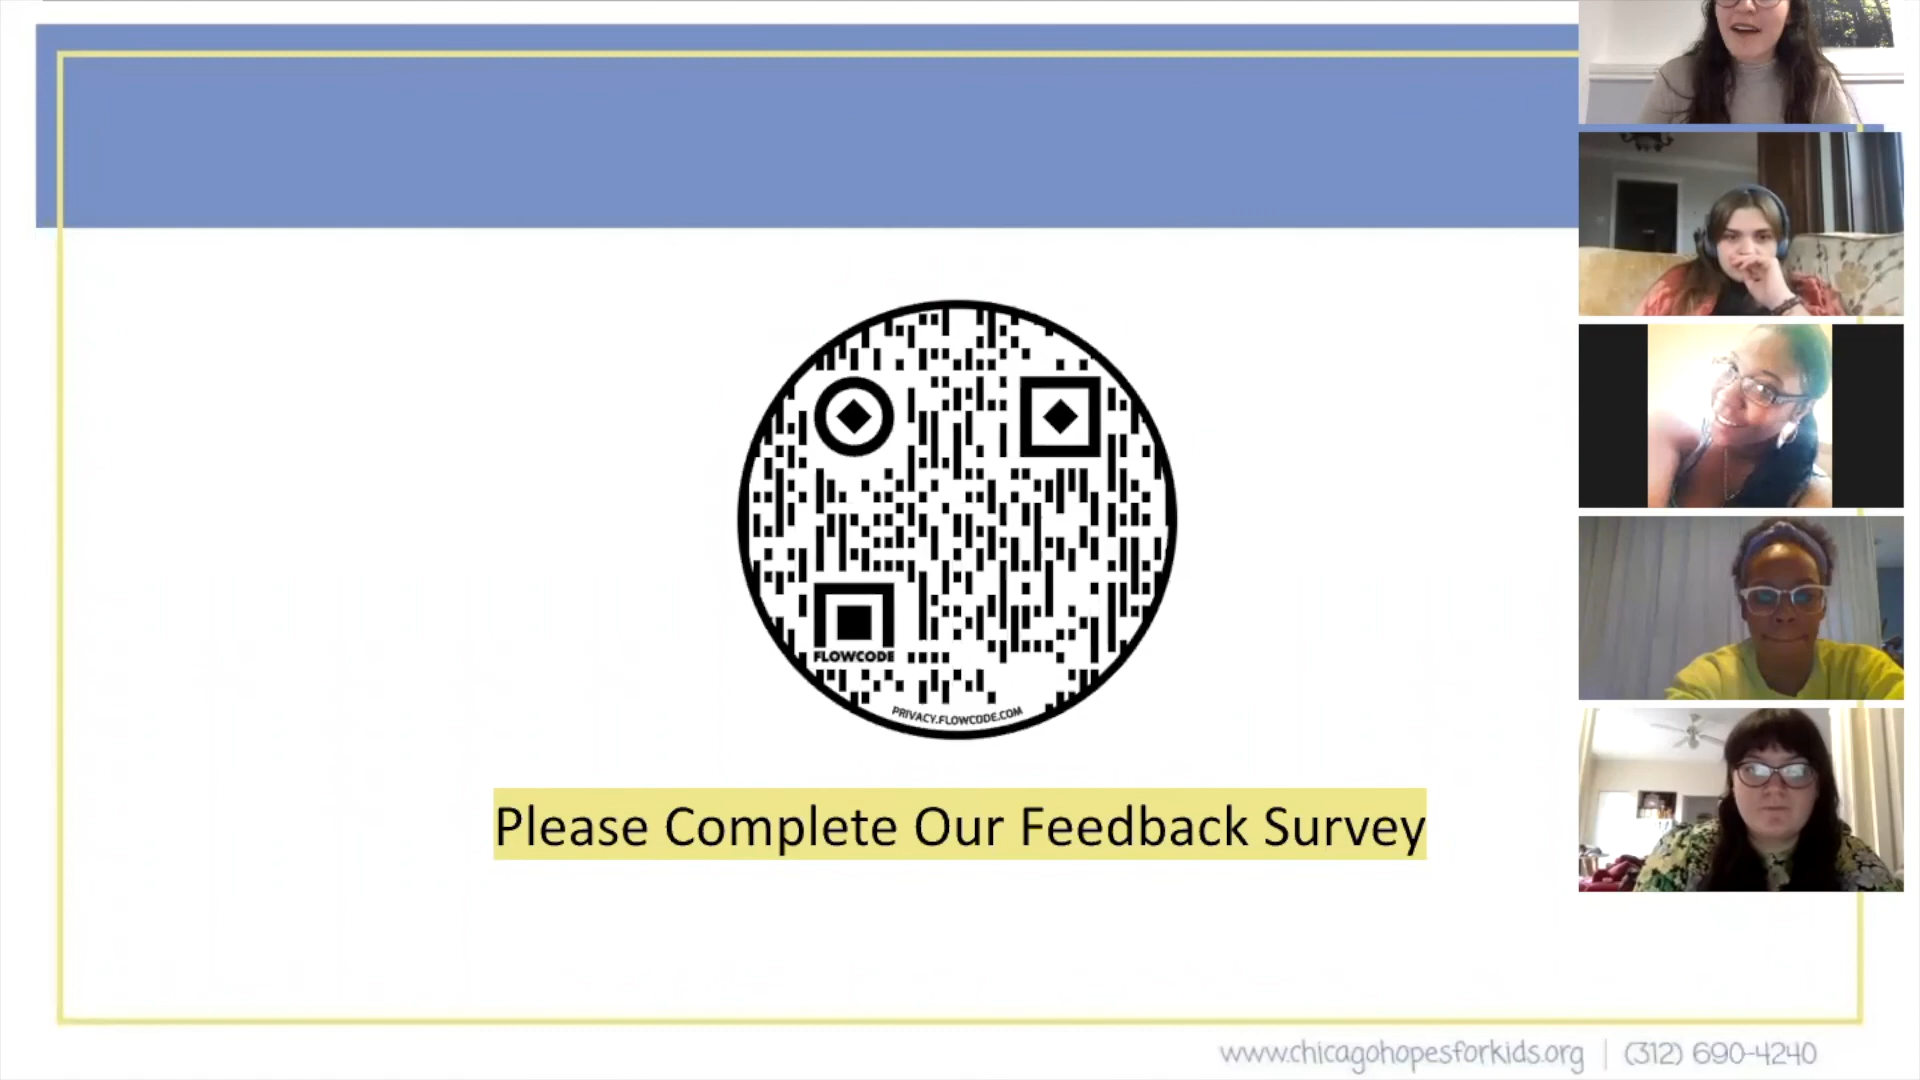 FLOWCODE
PRIVACY.FLOWCODE.COM
Please Complete Our Feedback Survey
www.chicagohopesforkids.org | (312) 690-4240